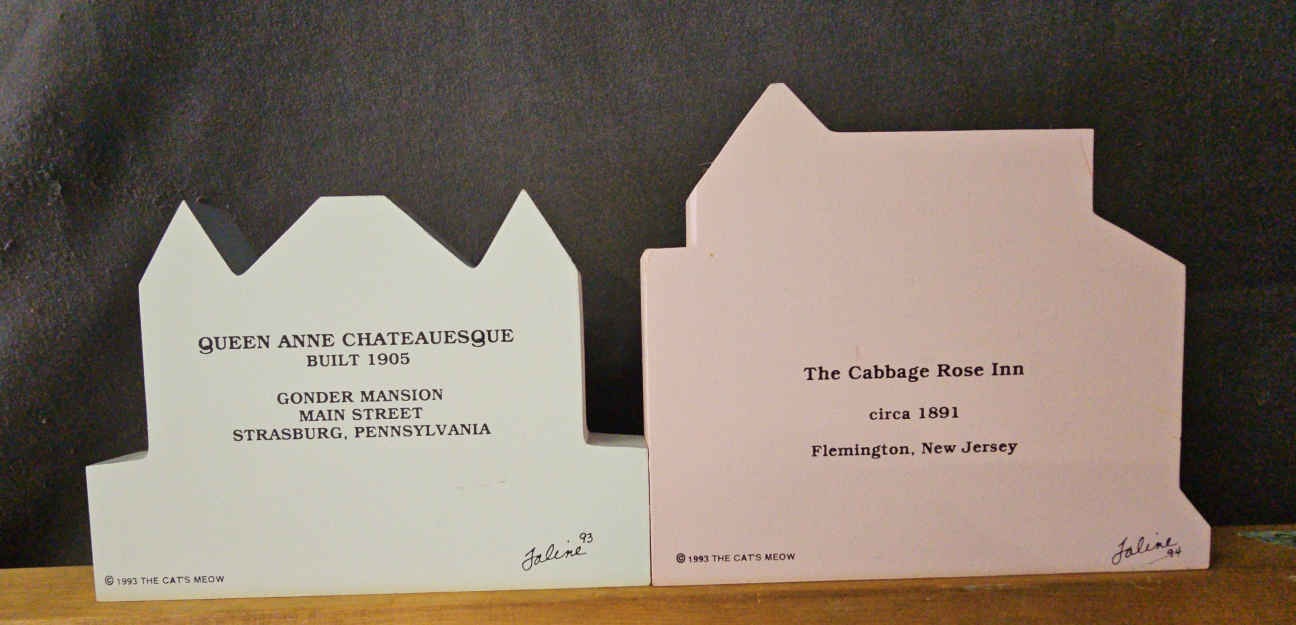 QUEEN ANNE CHATEAUESQUE
BUILT 1905
GONDER MANSION
MAIN STREET
STRASBURG, PENNSYLVANIA
Faline 93
© 1993 THE CAT'S MEOW
The Cabbage Rose Inn
circa 1891
Flemington, New Jersey
© 1993 THE CAT'S MEOW
Faline 94